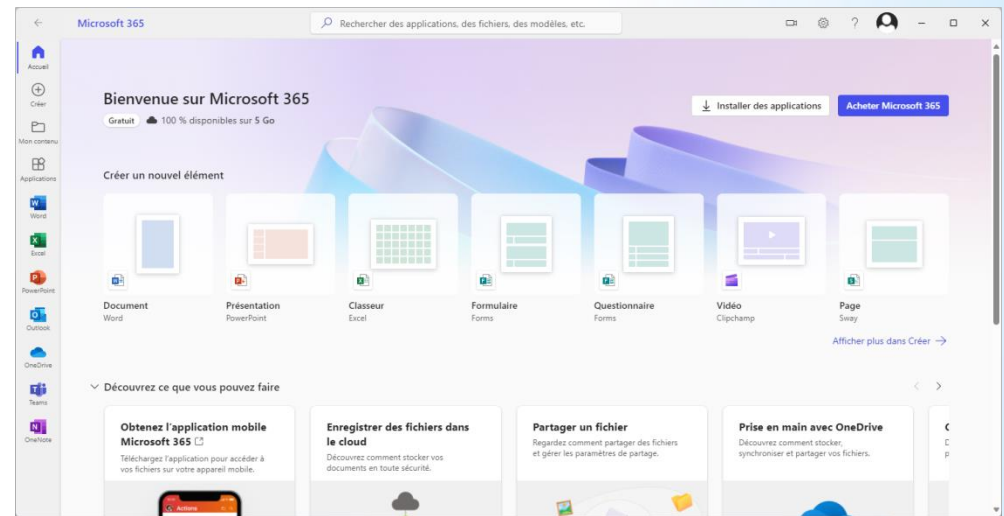 Microsoft 365
Rechercher des applications, des fichiers, des modèles, etc.
Accueil
Créer
Mon contenu
Applications
Word
Excel
PowerPoint
Outlook
OneDrive
Teams
OneNote
Bienvenue sur Microsoft 365
Gratuit 100 % disponibles sur 5 Go
Installer des applications
Acheter Microsoft 365
Créer un nouvel élément
Document
Word
Présentation
PowerPoint
Classeur
Excel
Formulaire
Forms
Questionnaire
Forms
Vidéo
Clipchamp
Page
Sway
Afficher plus dans Créer
Découvrez ce que vous pouvez faire
Obtenez l'application mobile
Microsoft 365
Téléchargez l'application pour accéder à
vos fichiers sur votre appareil mobile.
Actions
Enregistrer des fichiers dans
le cloud
Découvrez comment stocker vos
documents en toute sécurité.
Partager un fichier
Regardez comment partager des fichiers
et gérer les paramètres de partage.
Prise en main avec OneDrive
Découvrez comment stocker,
synchroniser et partager vos fichiers.